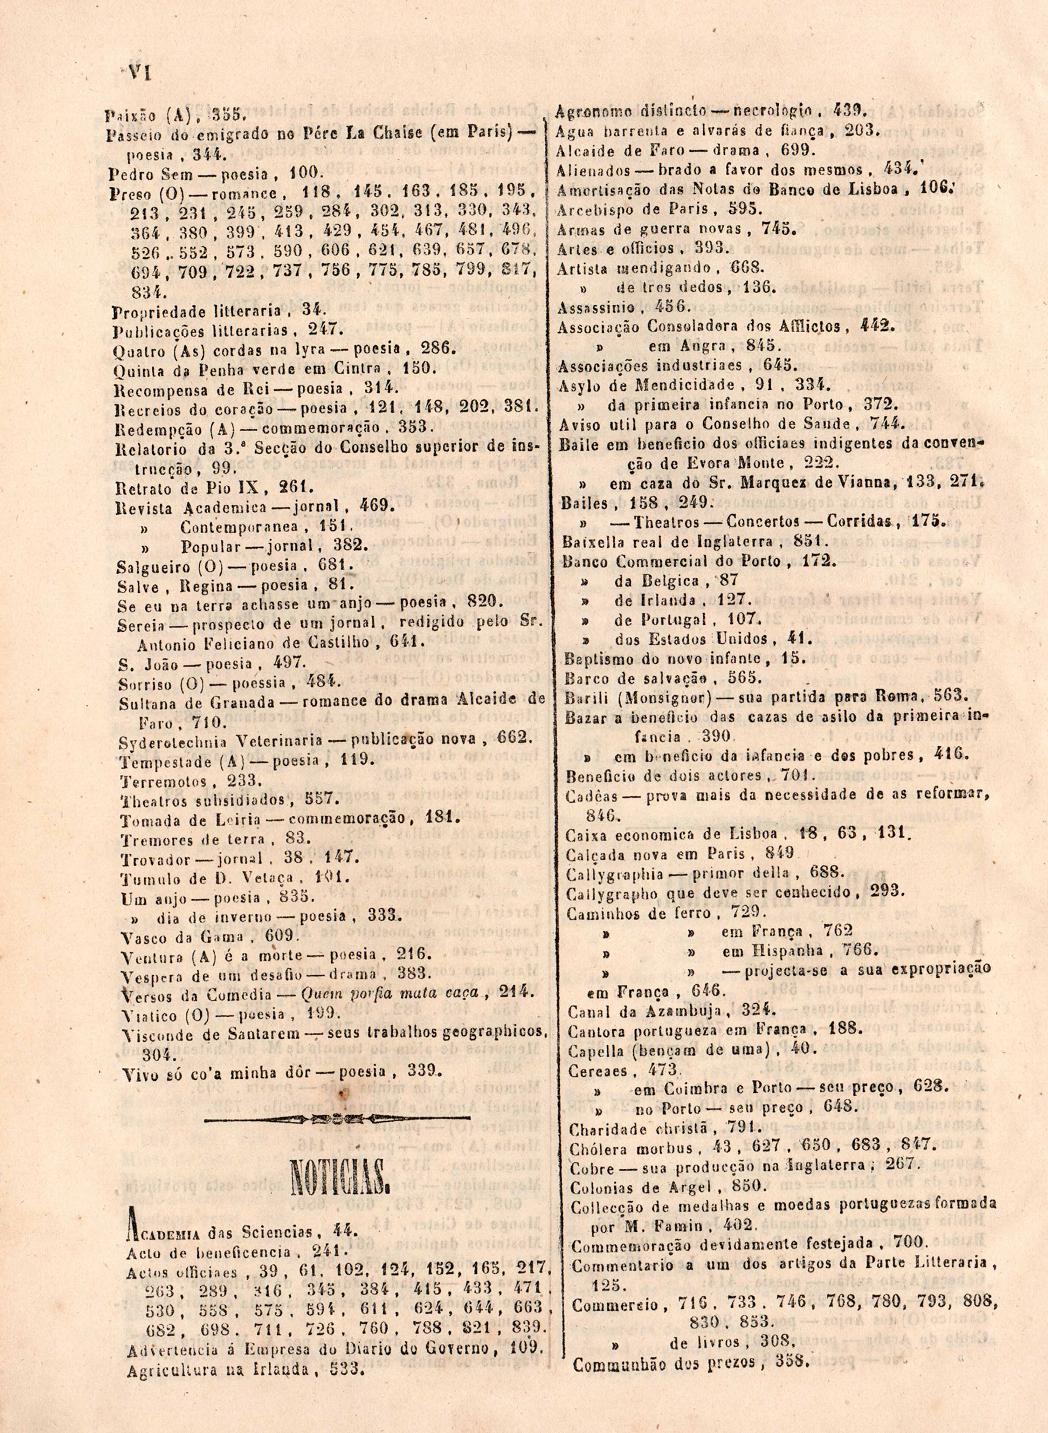 VI
Paixão (A), 355.
Passeio do emigrado no Pére La Chaise (em Paris) —
poesia, 344.
Pedro Sem — poesia, 100.
Preso (O) — romance, 118, 145, 163, 185, 195,
213, 231, 245, 259, 284, 302, 313, 330, 343,
364, 380, 399, 413, 429, 454, 467, 481, 496,
526, 552, 573, 590, 606, 621, 639, 657, 678,
694, 709, 722, 737, 756, 775, 785, 799, 817,
834.
Propriedade litteraria, 34.
Publicações litterarias, 247.
Quatro (As) cordas na lyra — poesia, 286.
Quinta da Penha verde em Cintra, 150.
Recompensa de Rei — poesia, 314.
Recreios do coração — poesia, 121, 148, 202, 381.
Redempção (A) — commemoração, 353.
Relatorio da 3.ª Secção do Conselho superior de ins-
trucção, 99.
Retrato de Pio IX, 261.
Revista Academica — jornal, 469.
» Contemporanea, 151.
» Popular — jornal, 382.
Salgueiro (O) — poesia, 681.
Salve, Regina — poesia, 81.
Se eu na terra achasse um anjo — poesia, 820.
Sereia — prospecto de um jornal, redigido pelo Sr.
Antonio Feliciano de Castilho, 641.
S. João — poesia, 497.
Sorriso (O) — poessia, 484.
Sultana de Granada — romance do drama Alcaide de
Faro, 710.
Syderotechnia Veterinaria — publicação nova, 662.
Tempestade (A) — poesia, 119.
Terremotos, 233.
Theatros subsidiados, 557.
Tomada de Leiria — commemoração, 181.
Tremores de terra, 83.
Trovador — jornal, 38, 147.
Tumulo de D. Vetaça, 101.
Um anjo — poesia, 835.
» dia de inverno — poesia, 333.
Vasco da Gama, 609.
Ventura (A) é a morte — poesia, 216.
Vespera de um desafio — drama, 383.
Versos da Comedia — Quem porfia mata caça, 214.
Viatico (O) — poesia, 199.
Visconde de Santarem — seus trabalhos geographicos,
304.
Vivo só co'a minha dôr — poesia, 339.
NOTICIAS.
ACADEMIA das Sciencias, 44.
Acto de beneficencia, 241.
Actos officiaes, 39, 61, 102, 124, 152, 165, 217,
263, 289, 316, 345, 384, 415, 433, 471,
530, 558, 575, 594, 611, 624, 644, 663,
682, 698, 711, 726, 760, 788, 821, 839.
Advertencia á Empresa do Diario do Governo, 109.
Agricultura na Irlanda, 533.
Agronomo distincto — necrologio, 439.
Agua barrenta e alvarás de fiança, 203.
Alcaide de Faro — drama, 699.
Alienados — brado a favor dos mesmos, 434.
Amortisação das Notas do Banco de Lisboa, 106.
Arcebispo de Paris, 595.
Armas de guerra novas, 745.
Artes e officios, 393.
Artista mendigando, 668.
» de tres dedos, 136.
Assassinio, 456.
Associação Consoladora dos Afflictos, 442.
» em Angra, 845.
Associações industriaes, 645.
Asylo de Mendicidade, 91, 334.
» da primeira infancia no Porto, 372.
Aviso util para o Conselho de Saude, 744.
Baile em beneficio dos officiaes indigentes da conven-
ção de Evora Monte, 222.
» em caza do Sr. Marquez de Vianna, 133, 271.
Bailes, 158, 249.
» — Theatros — Concertos — Corridas, 175.
Baixella real de Inglaterra, 851.
Banco Commercial do Porto, 172.
» da Belgica, 87
» de Irlanda, 127.
» de Portugal, 107.
» dos Estados Unidos, 41.
Baptismo do novo infante, 15.
Barco de salvação, 565.
Barili (Monsignor) — sua partida para Roma, 563.
Bazar a beneficio das cazas de asilo da primeira in-
fancia, 390
» em beneficio da infancia e dos pobres, 416.
Beneficio de dois actores, 701.
Cadêas — prova mais da necessidade de as reformar,
846.
Caixa economica de Lisboa, 18, 63, 131.
Calçada nova em Paris, 849
Callygraphia — primor della, 688.
Callygrapho que deve ser conhecido, 293.
Caminhos de ferro, 729.
» » em França, 762
» » em Hispanha, 766.
» » — projecta-se a sua expropriação
em França, 646.
Canal da Azambuja, 324.
Cantora portugueza em França, 188.
Capella (bençam de uma), 40.
Cereaes, 473.
» em Coimbra e Porto — seu preço, 628.
» no Porto — seu preço, 648.
Charidade christã, 791.
Chólera morbus, 43, 627, 650, 683, 847.
Cobre — sua producção na Inglaterra, 267.
Colonias de Argel, 850.
Collecção de medalhas e moedas portuguezas formada
por M. Famin, 402.
Commemoração devidamente festejada, 700.
Commentario a um dos artigos da Parte Litteraria,
125.
Commercio, 716, 733, 746, 768, 780, 793, 808,
830, 853.
» de livros, 308.
Communhão dos prezos, 358.